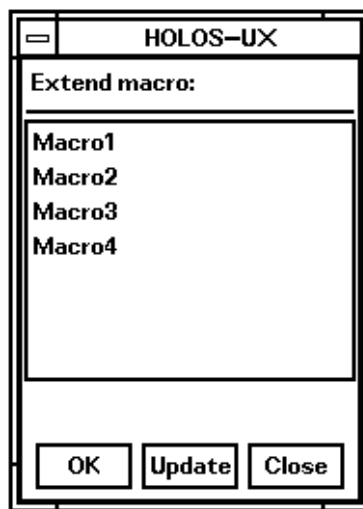 HOLOS-UX
Extend macro:
Macro1
Macro2
Macro3
Macro4
OK Update Close